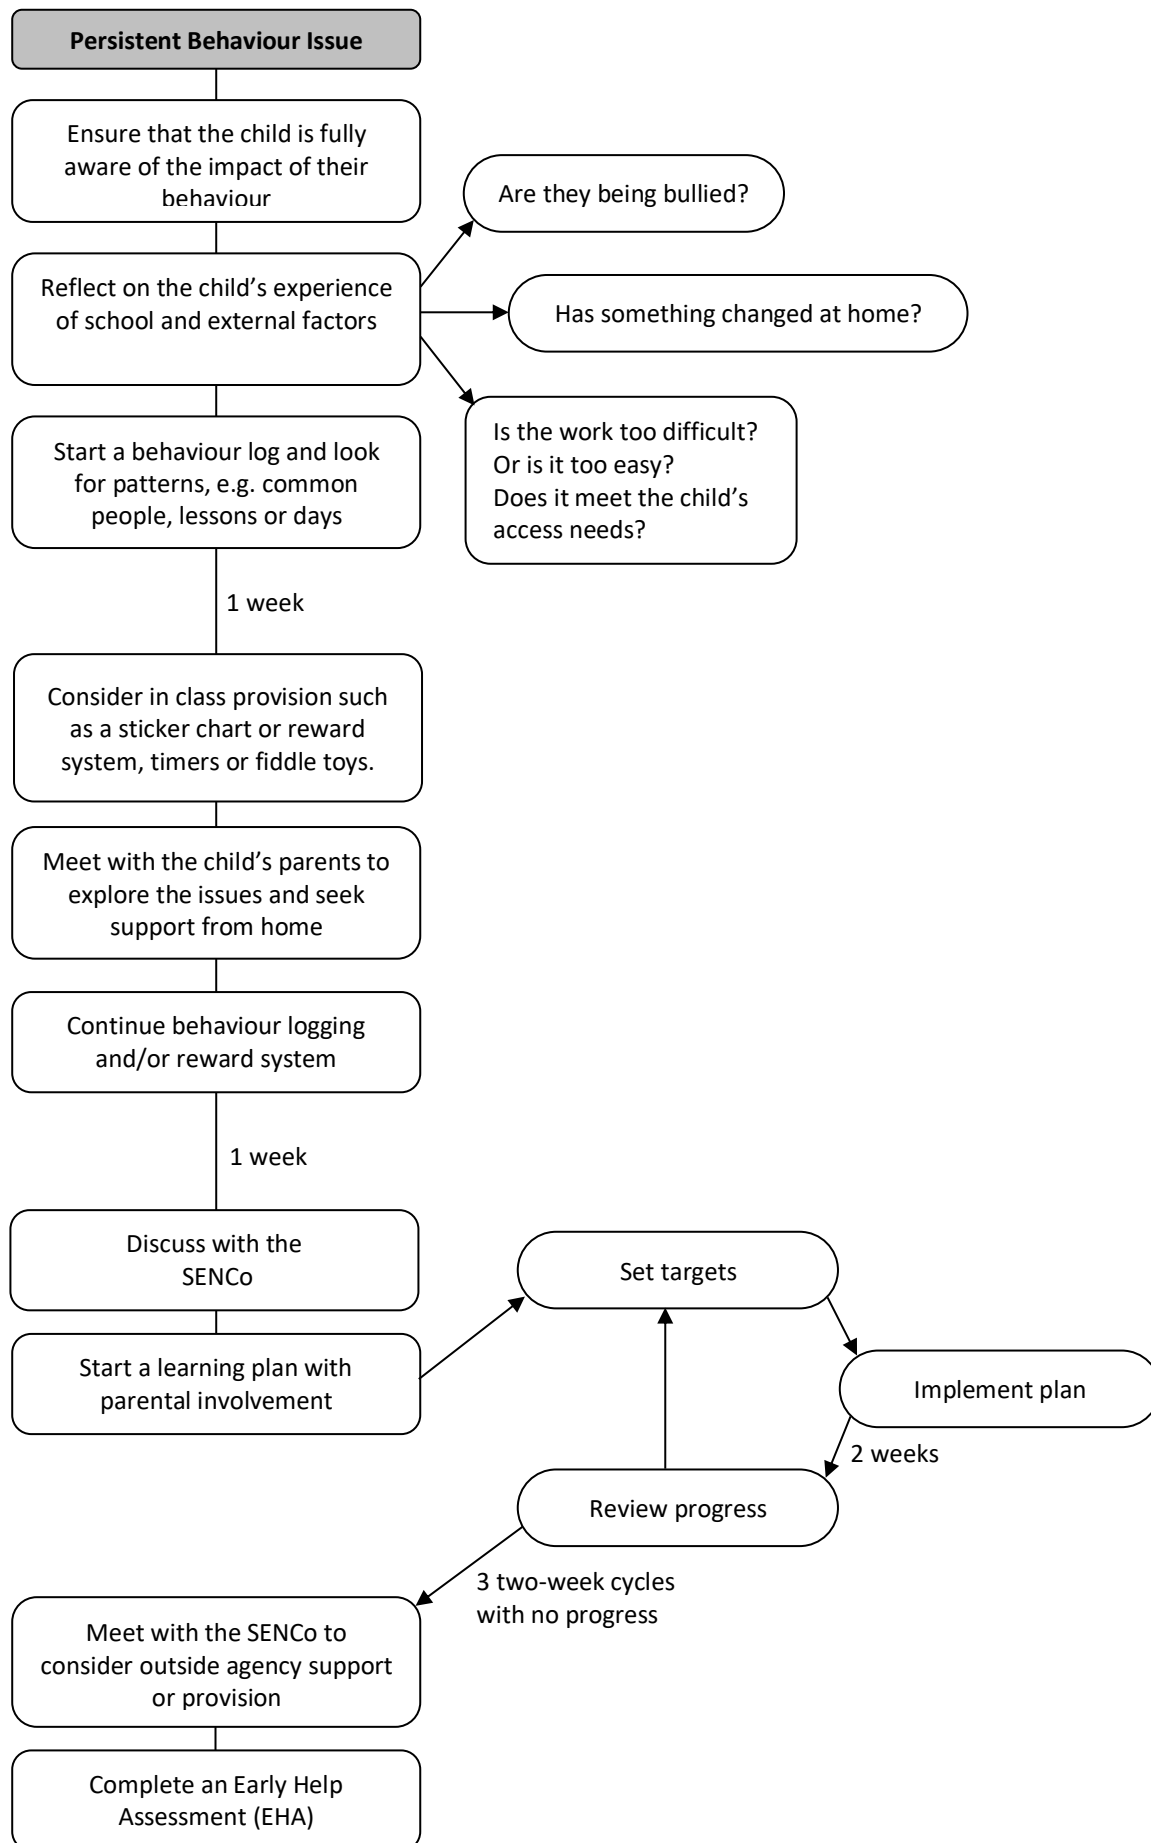 Persistent Behaviour Issue
Ensure that the child is fully
aware of the impact of their
behaviour
Are they being bullied?
Reflect on the child’s experience
of school and external factors
Has something changed at home?
Is the work too difficult?
Or is it too easy?
Does it meet the child’s
access needs?
Start a behaviour log and look
for patterns, e.g. common
people, lessons or days
1 week
Consider in class provision such
as a sticker chart or reward
system, timers or fiddle toys.
Meet with the child’s parents to
explore the issues and seek
support from home
Continue behaviour logging
and/or reward system
1 week
Discuss with the
SENCo
Start a learning plan with
parental involvement
Set targets
Implement plan
2 weeks
Review progress
3 two-week cycles
with no progress
Meet with the SENCo to
consider outside agency support
or provision
Complete an Early Help
Assessment (EHA)